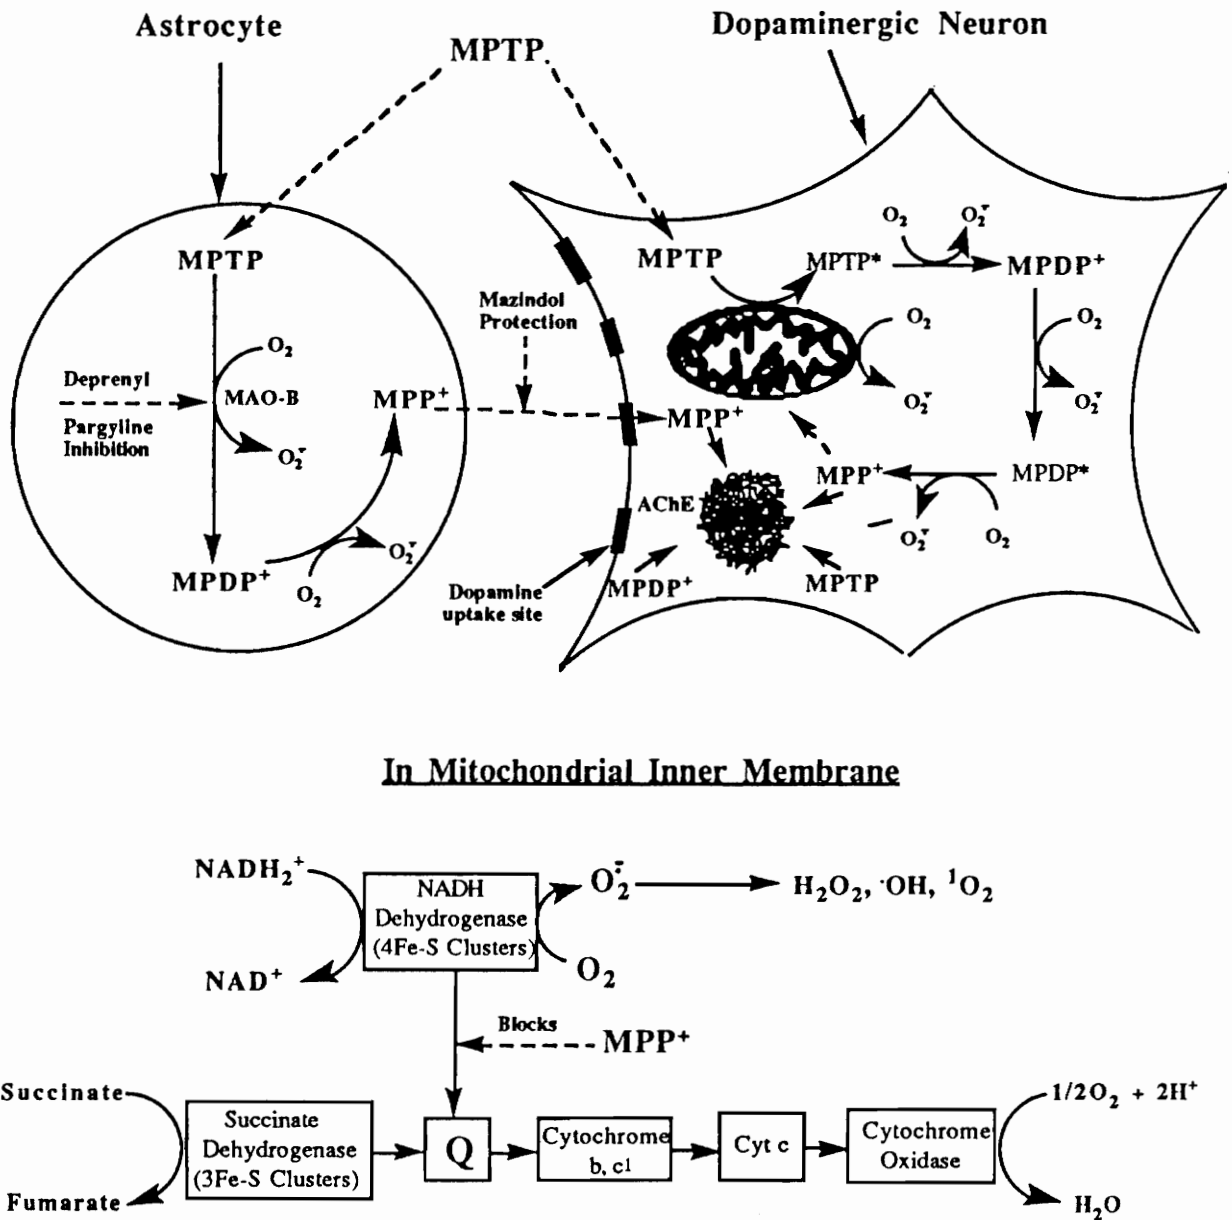 Astrocyte
MPTP
Dopaminergic Neuron
MPTP
O₂
Deprenyl
MAO-B
Pargyline
Inhibition
O₂⁻̇
MPP⁺
MPDP⁺
O₂
O₂⁻̇
Mazindol
Protection
MPTP
MPTP*
O₂
O₂⁻̇
MPDP⁺
O₂
O₂⁻̇
O₂
O₂⁻̇
MPP⁺
MPP⁺
MPDP*
O₂⁻̇
O₂
AChE
MPDP⁺
MPTP
Dopamine
uptake site
In Mitochondrial Inner Membrane
NADH₂⁺
NAD⁺
NADH
Dehydrogenase
(4Fe-S Clusters)
O₂⁻̇
H₂O₂, ·OH, ¹O₂
O₂
Blocks
MPP⁺
Succinate
Fumarate
Succinate
Dehydrogenase
(3Fe-S Clusters)
Q
Cytochrome
b, c1
Cyt c
Cytochrome
Oxidase
1/2O₂ + 2H⁺
H₂O